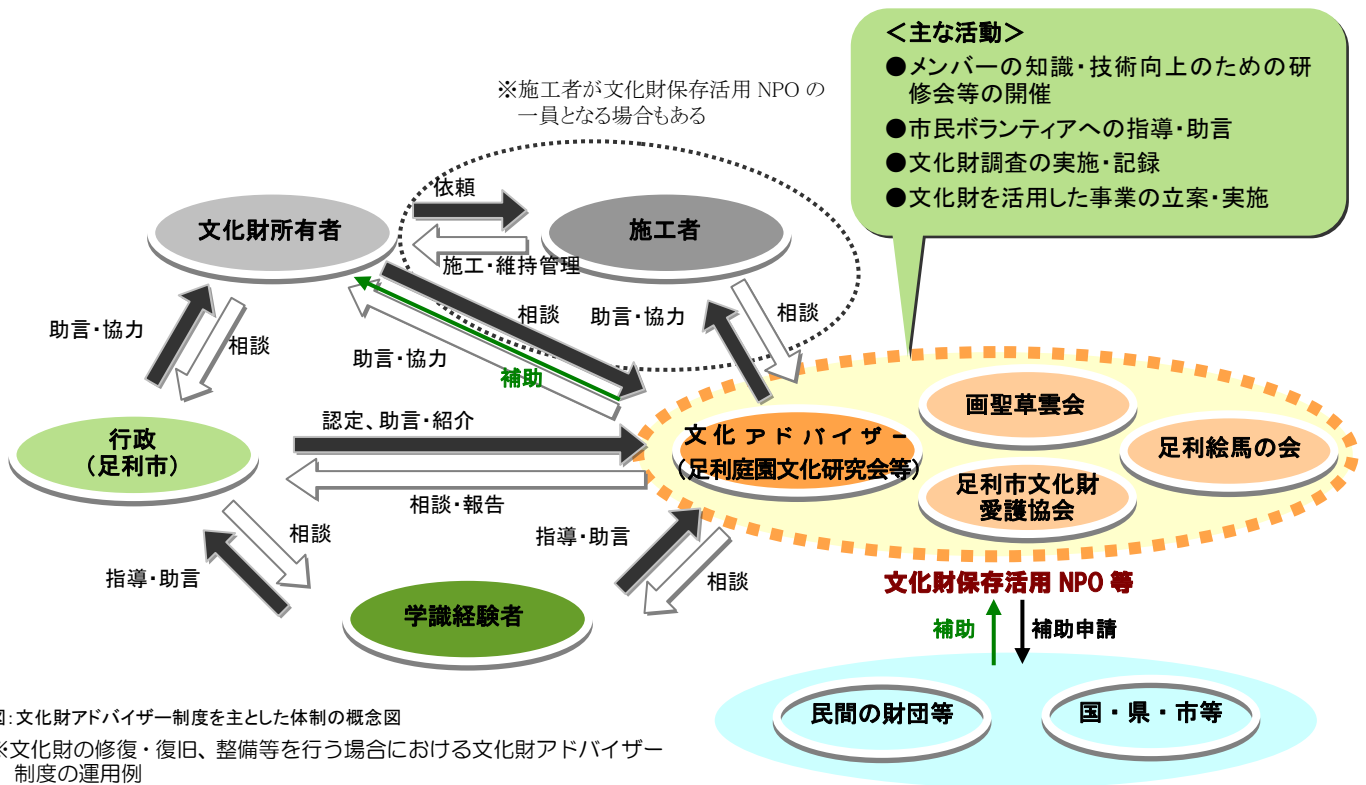 <主な活動>
●メンバーの知識・技術向上のための研
修会等の開催
●市民ボランティアへの指導・助言
●文化財調査の実施・記録
●文化財を活用した事業の立案・実施
※施工者が文化財保存活用 NPO の
一員となる場合もある
文化財所有者
依頼
施工・維持管理
施工者
助言・協力
相談
相談
助言・協力
補助
助言・協力
相談
行政
(足利市)
認定、助言・紹介
相談・報告
文化アドバイザー
(足利庭園文化研究会等)
画聖草雲会
足利絵馬の会
足利市文化財
愛護協会
相談
指導・助言
指導・助言
相談
学識経験者
文化財保存活用 NPO 等
補助
補助申請
民間の財団等
国・県・市等
:文化財アドバイザー制度を主とした体制の概念図
※文化財の修復・復旧、整備等を行う場合における文化財アドバイザー
制度の運用例